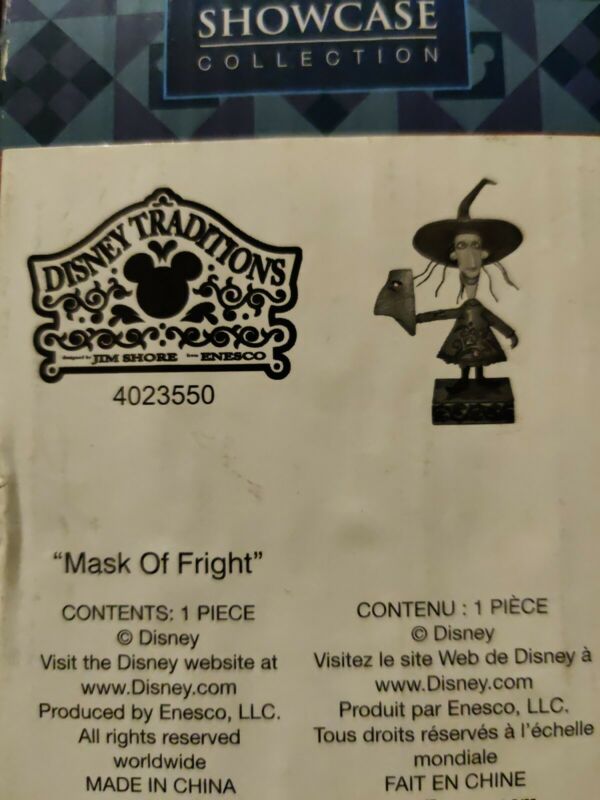 SHOWCASE
COLLECTION
DISNEY TRADITIONS
designed by JIM SHORE from ENESCO
4023550
“Mask Of Fright”
CONTENTS: 1 PIECE
© Disney
Visit the Disney website at
www.Disney.com
Produced by Enesco, LLC.
All rights reserved
worldwide
MADE IN CHINA
CONTENU : 1 PIÈCE
© Disney
Visitez le site Web de Disney à
www.Disney.com
Produit par Enesco, LLC.
Tous droits réservés à l’échelle
mondiale
FAIT EN CHINE